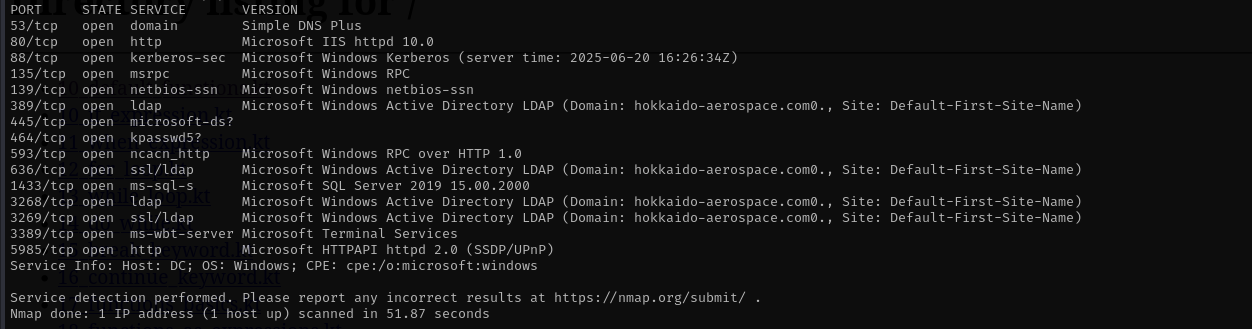 PORT     STATE SERVICE       VERSION
53/tcp   open  domain        Simple DNS Plus
80/tcp   open  http          Microsoft IIS httpd 10.0
88/tcp   open  kerberos-sec  Microsoft Windows Kerberos (server time: 2025-06-20 16:26:34Z)
135/tcp  open  msrpc         Microsoft Windows RPC
139/tcp  open  netbios-ssn   Microsoft Windows netbios-ssn
389/tcp  open  ldap          Microsoft Windows Active Directory LDAP (Domain: hokkaido-aerospace.com0., Site: Default-First-Site-Name)
445/tcp  open  microsoft-ds?
464/tcp  open  kpasswd5?
593/tcp  open  ncacn_http    Microsoft Windows RPC over HTTP 1.0
636/tcp  open  ssl/ldap      Microsoft Windows Active Directory LDAP (Domain: hokkaido-aerospace.com0., Site: Default-First-Site-Name)
1433/tcp open  ms-sql-s      Microsoft SQL Server 2019 15.00.2000
3268/tcp open  ldap          Microsoft Windows Active Directory LDAP (Domain: hokkaido-aerospace.com0., Site: Default-First-Site-Name)
3269/tcp open  ssl/ldap      Microsoft Windows Active Directory LDAP (Domain: hokkaido-aerospace.com0., Site: Default-First-Site-Name)
3389/tcp open  ms-wbt-server Microsoft Terminal Services
5985/tcp open  http          Microsoft HTTPAPI httpd 2.0 (SSDP/UPnP)
Service Info: Host: DC; OS: Windows; CPE: cpe:/o:microsoft:windows
16_continue_keyword.kt
Service detection performed. Please report any incorrect results at https://nmap.org/submit/ .
Nmap done: 1 IP address (1 host up) scanned in 51.87 seconds